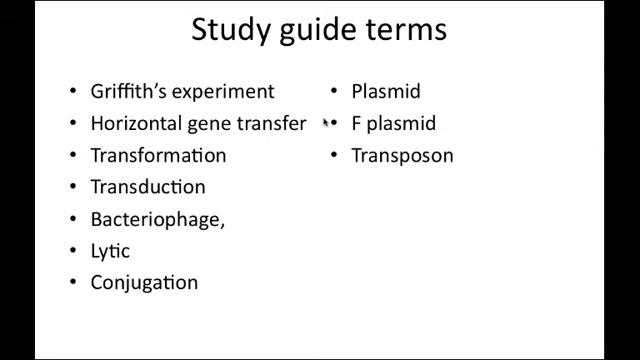 Study guide terms
• Griffith's experiment
• Horizontal gene transfer
• Transformation
• Transduction
• Bacteriophage,
• Lytic
• Conjugation
• Plasmid
• F plasmid
• Transposon